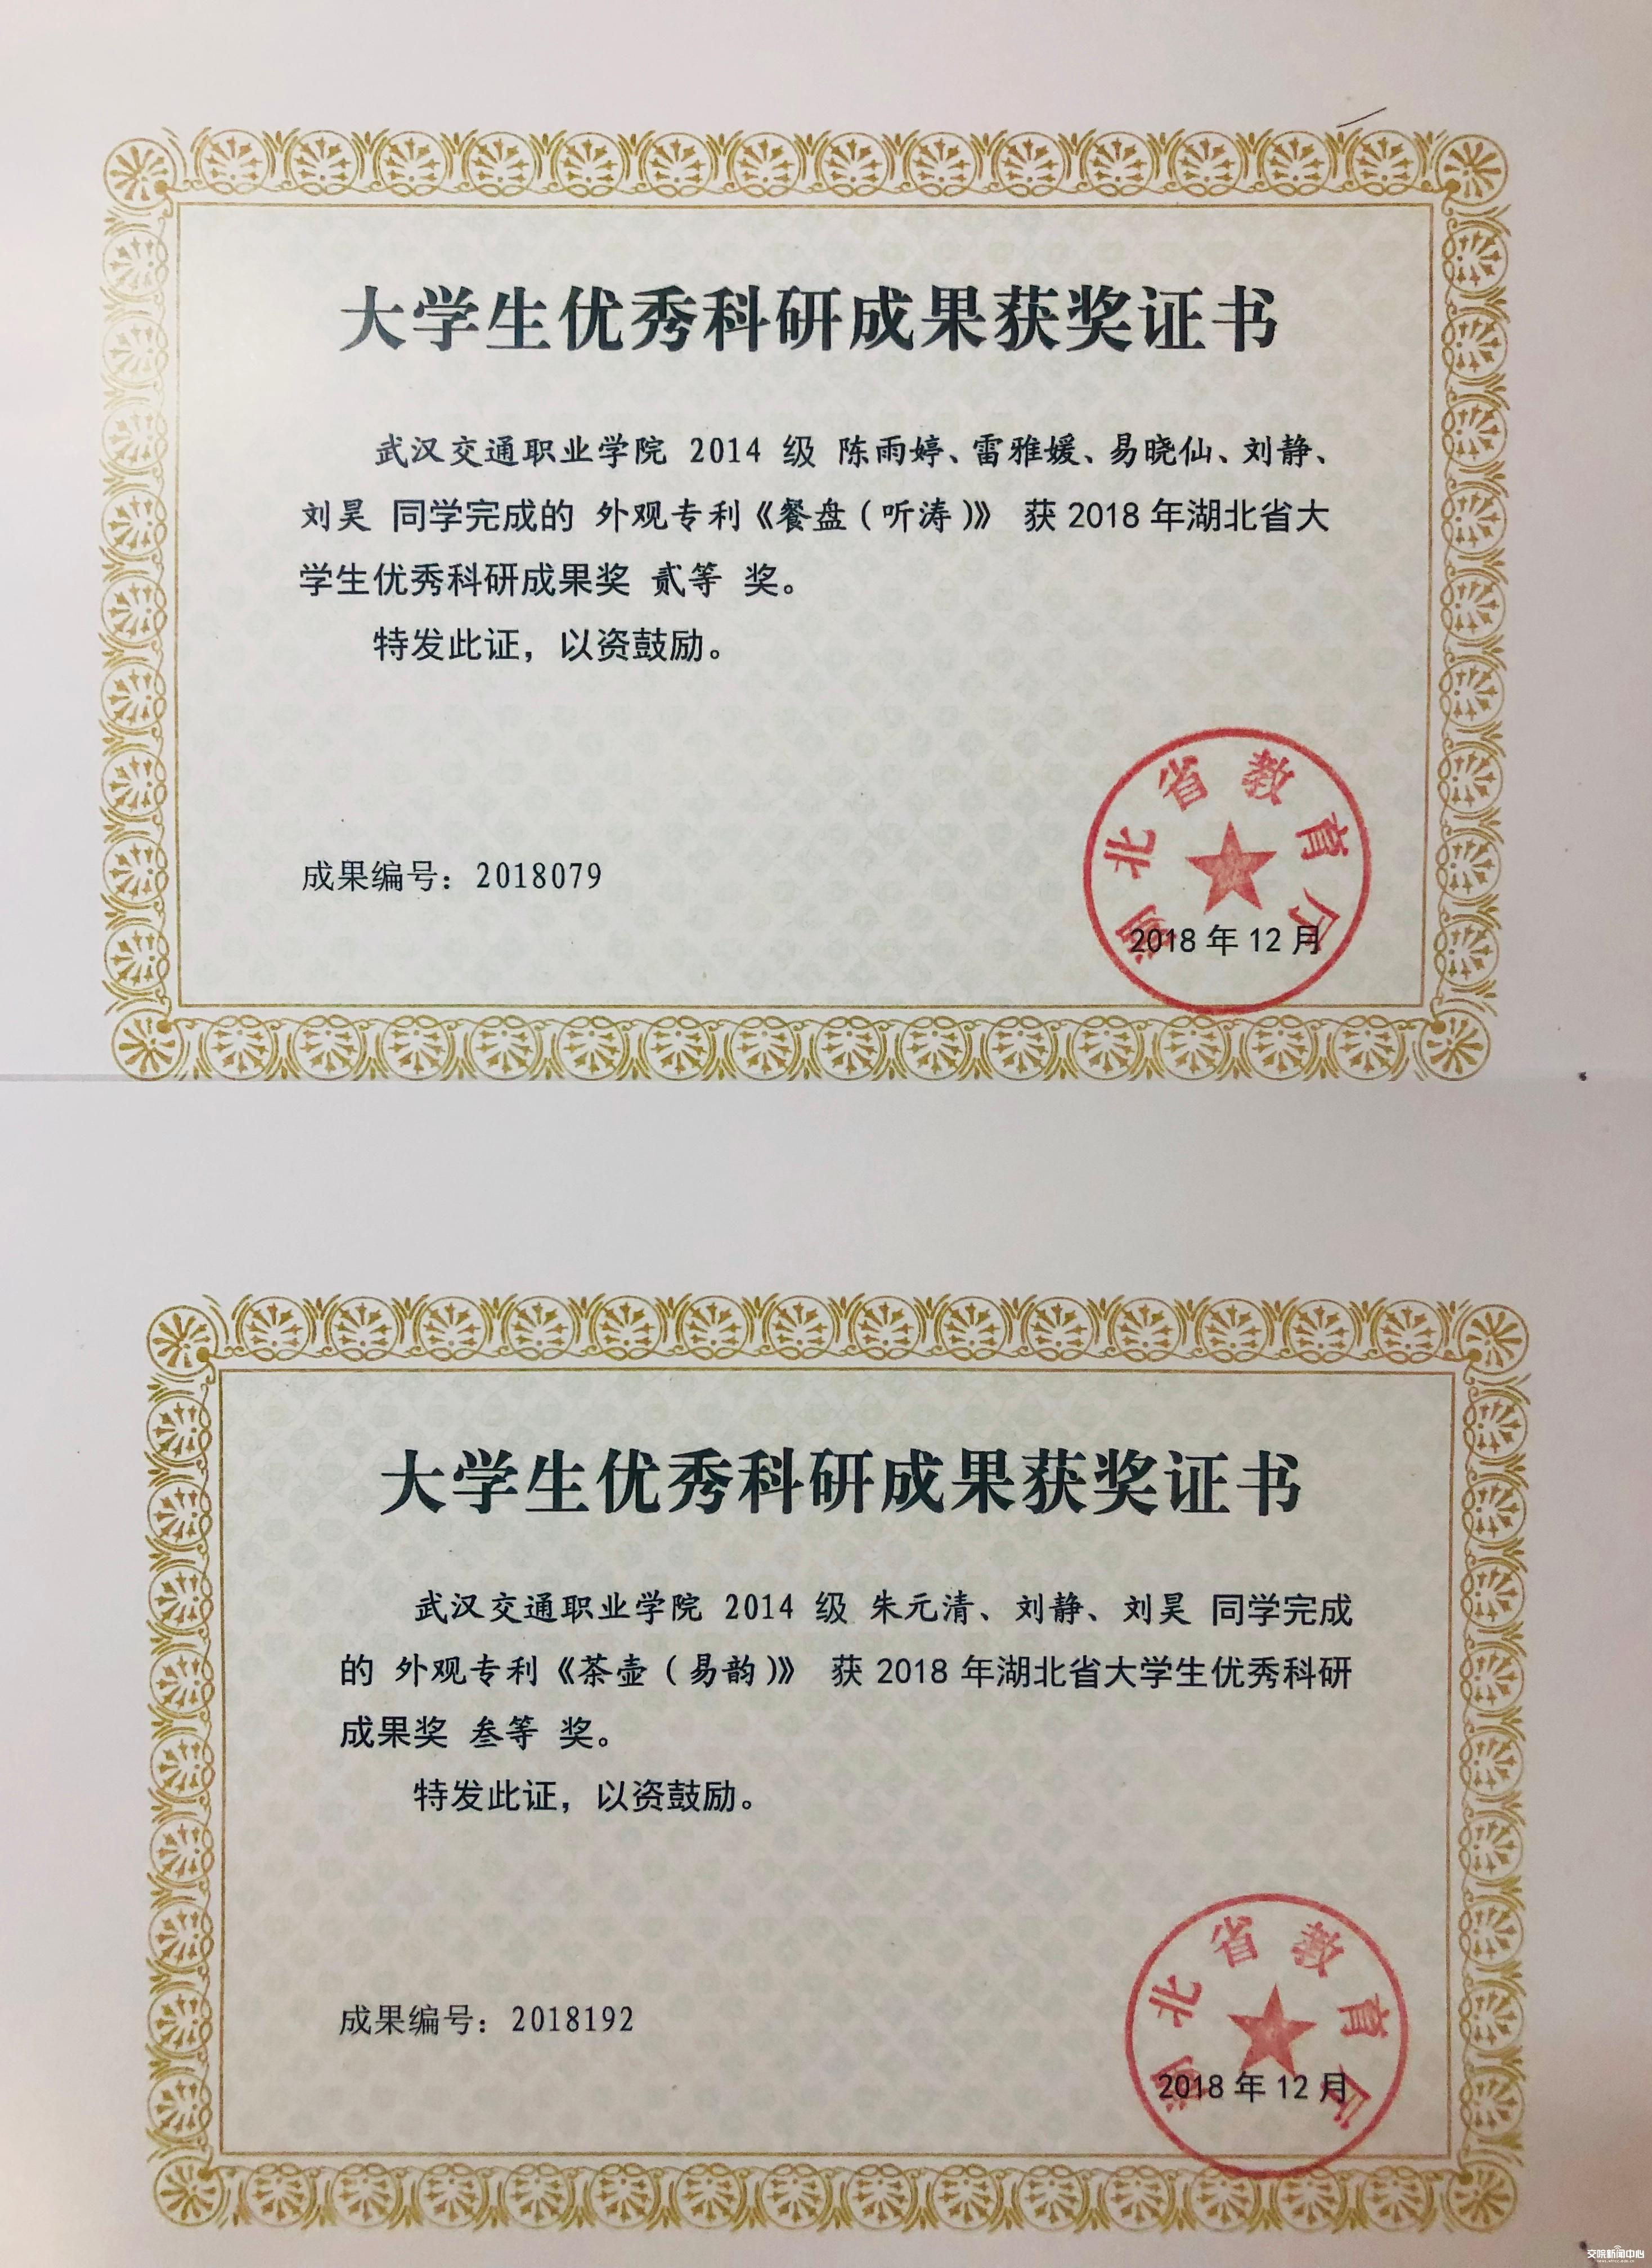 大学生优秀科研成果获奖证书
武汉交通职业学院 2014 级 陈雨婷、雷雅媛、易晓仙、刘静、
刘昊 同学完成的 外观专利《餐盘（听涛）》 获 2018 年湖北省大
学生优秀科研成果奖 贰等 奖。
特发此证，以资鼓励。
湖北省教育厅
成果编号：2018079
2018 年 12 月
大学生优秀科研成果获奖证书
武汉交通职业学院 2014 级 朱元清、刘静、刘昊 同学完成
的 外观专利《茶壶（易韵）》 获 2018 年湖北省大学生优秀科研
成果奖 叁等 奖。
特发此证，以资鼓励。
湖北省教育厅
成果编号：2018192
2018 年 12 月
交院新闻中心